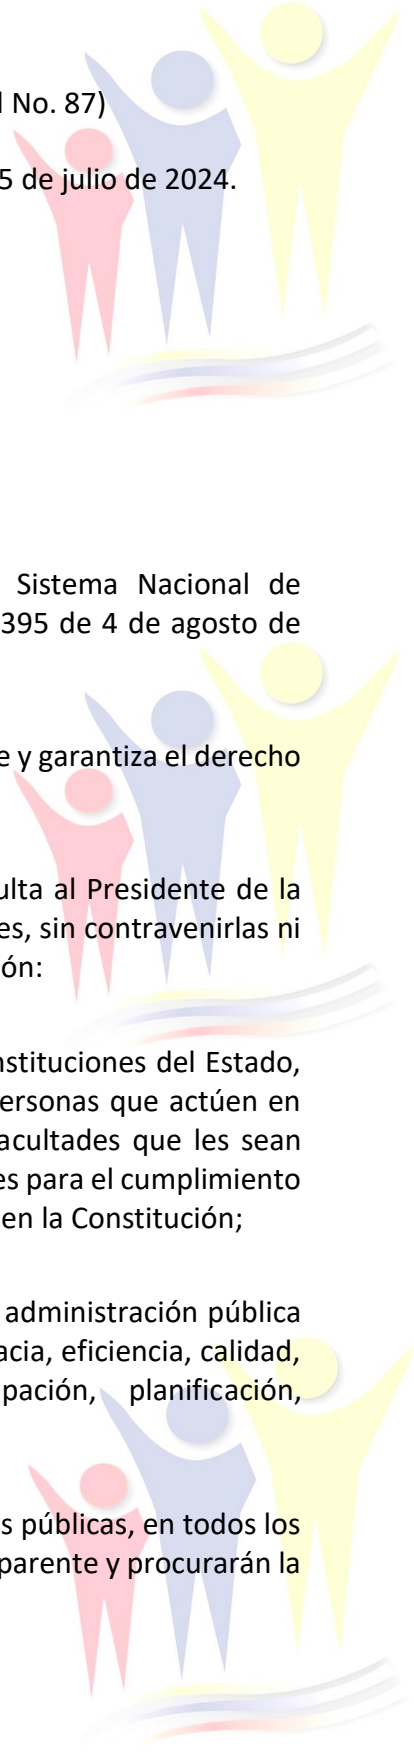 l No. 87)
5 de julio de 2024.
Sistema Nacional de
395 de 4 de agosto de
e y garantiza el derecho
ulta al Presidente de la
es, sin contravenirlas ni
ión:
nstituciones del Estado,
ersonas que actúen en
acultades que les sean
es para el cumplimiento
en la Constitución;
administración pública
acia, eficiencia, calidad,
pación, planificación,
s públicas, en todos los
parente y procurarán la